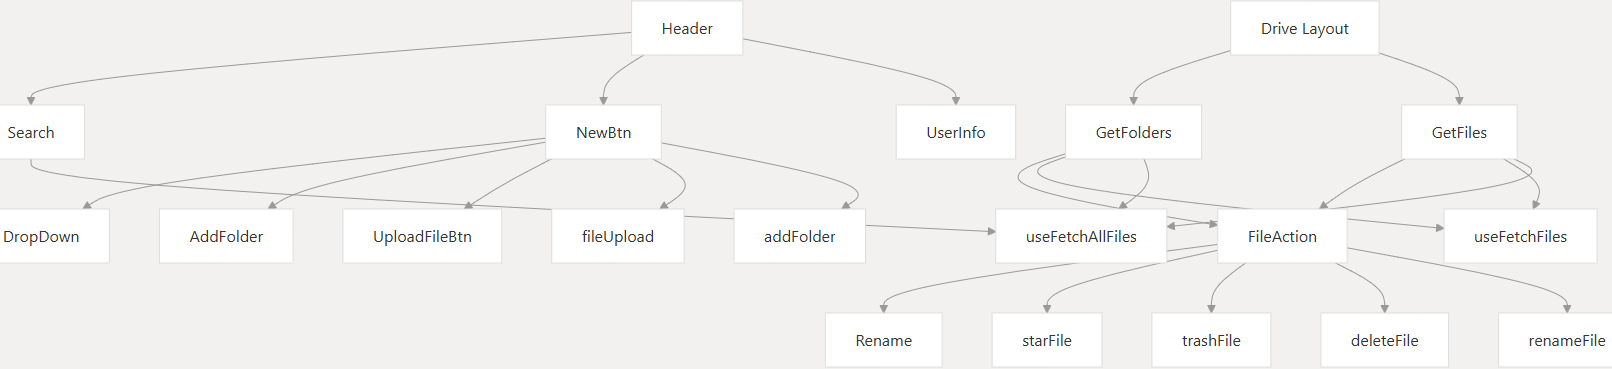 Header
Drive Layout
Search
NewBtn
UserInfo
GetFolders
GetFiles
DropDown
AddFolder
UploadFileBtn
fileUpload
addFolder
useFetchAllFiles
FileAction
useFetchFiles
Rename
starFile
trashFile
deleteFile
renameFile